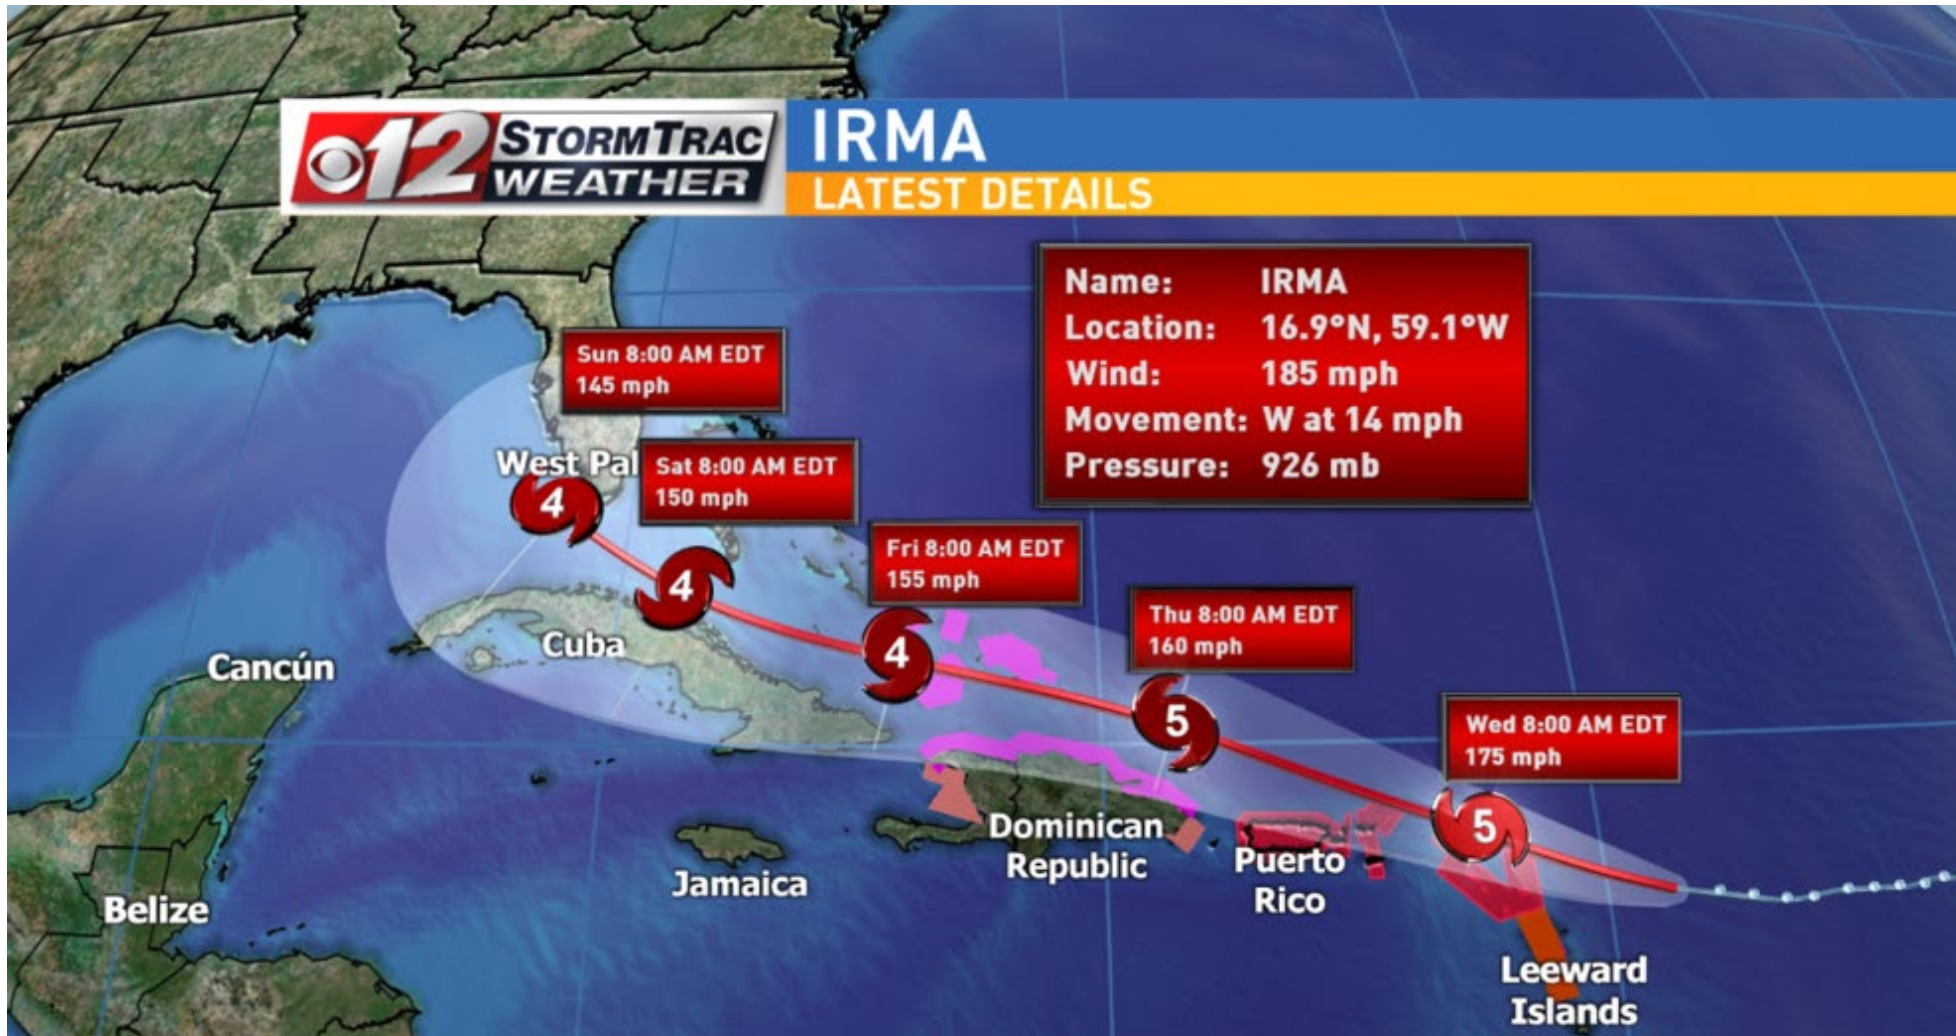 12 STORMTRAC
WEATHER
IRMA
LATEST DETAILS
Name: IRMA
Location: 16.9°N, 59.1°W
Wind: 185 mph
Movement: W at 14 mph
Pressure: 926 mb
Sun 8:00 AM EDT
145 mph
West Pal
Sat 8:00 AM EDT
150 mph
4
Fri 8:00 AM EDT
155 mph
4
Thu 8:00 AM EDT
160 mph
4
Cuba
Cancún
5
Wed 8:00 AM EDT
175 mph
5
Dominican
Republic
Puerto
Rico
Jamaica
Belize
Leeward
Islands